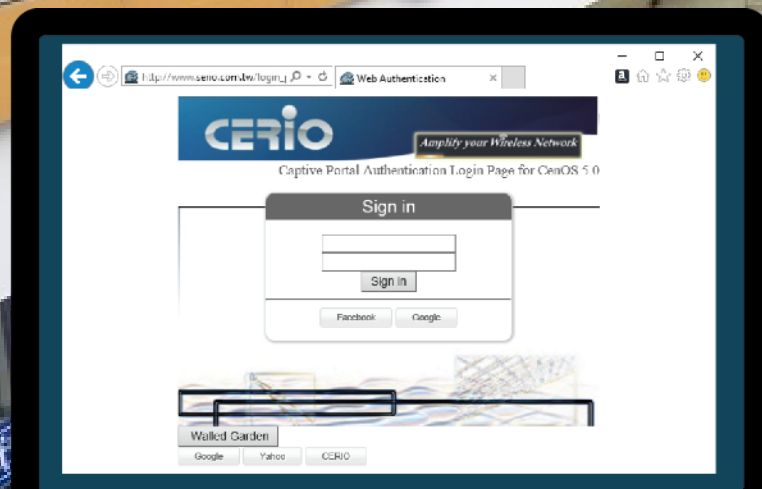 Web Authentication
CERIO
Amplify your Wireless Network
Captive Portal Authentication Login Page for CenOS 5.0
Sign in
Sign in
Facebook Google
Walled Garden
Google Yahoo CERIO